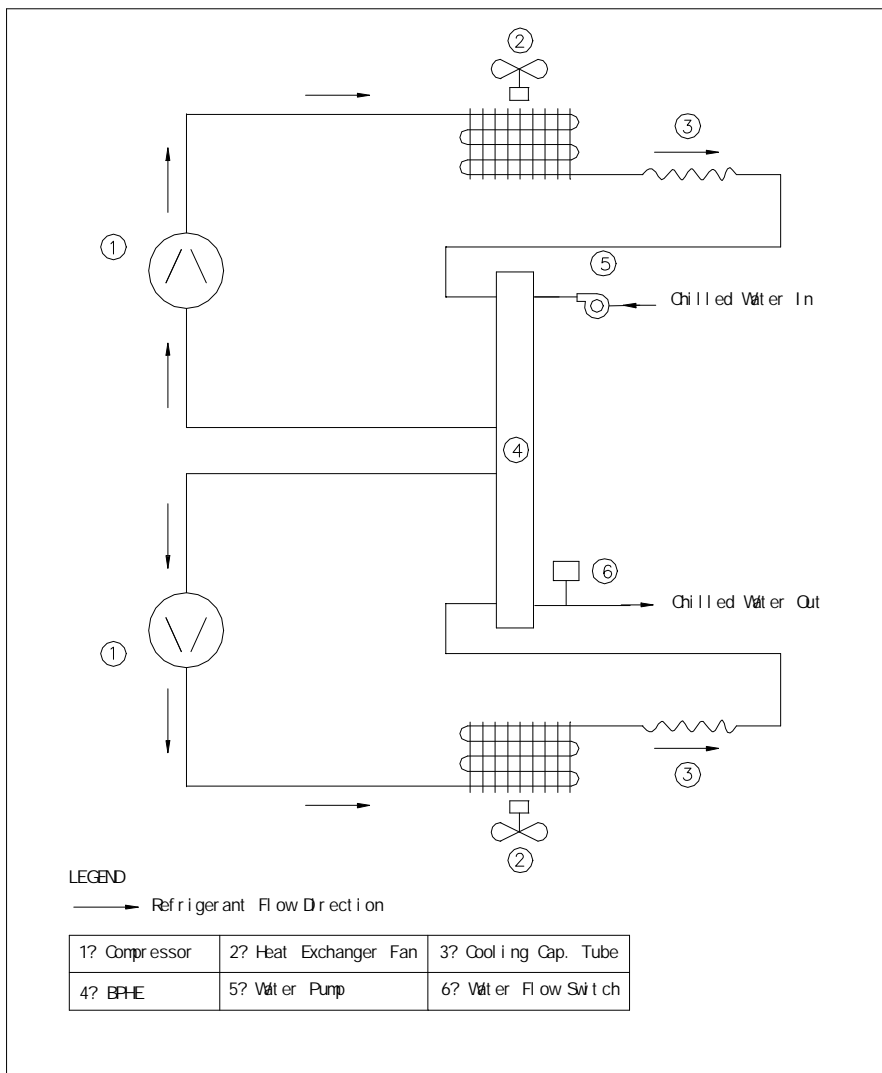 2
3
1
5
Chilled Water In
4
6
Chilled Water Out
1
3
2
LEGEND
Refrigerant Flow Direction
1? Compressor 2? Heat Exchanger Fan 3? Cooling Cap. Tube
4? BPHE 5? Water Pump 6? Water Flow Switch